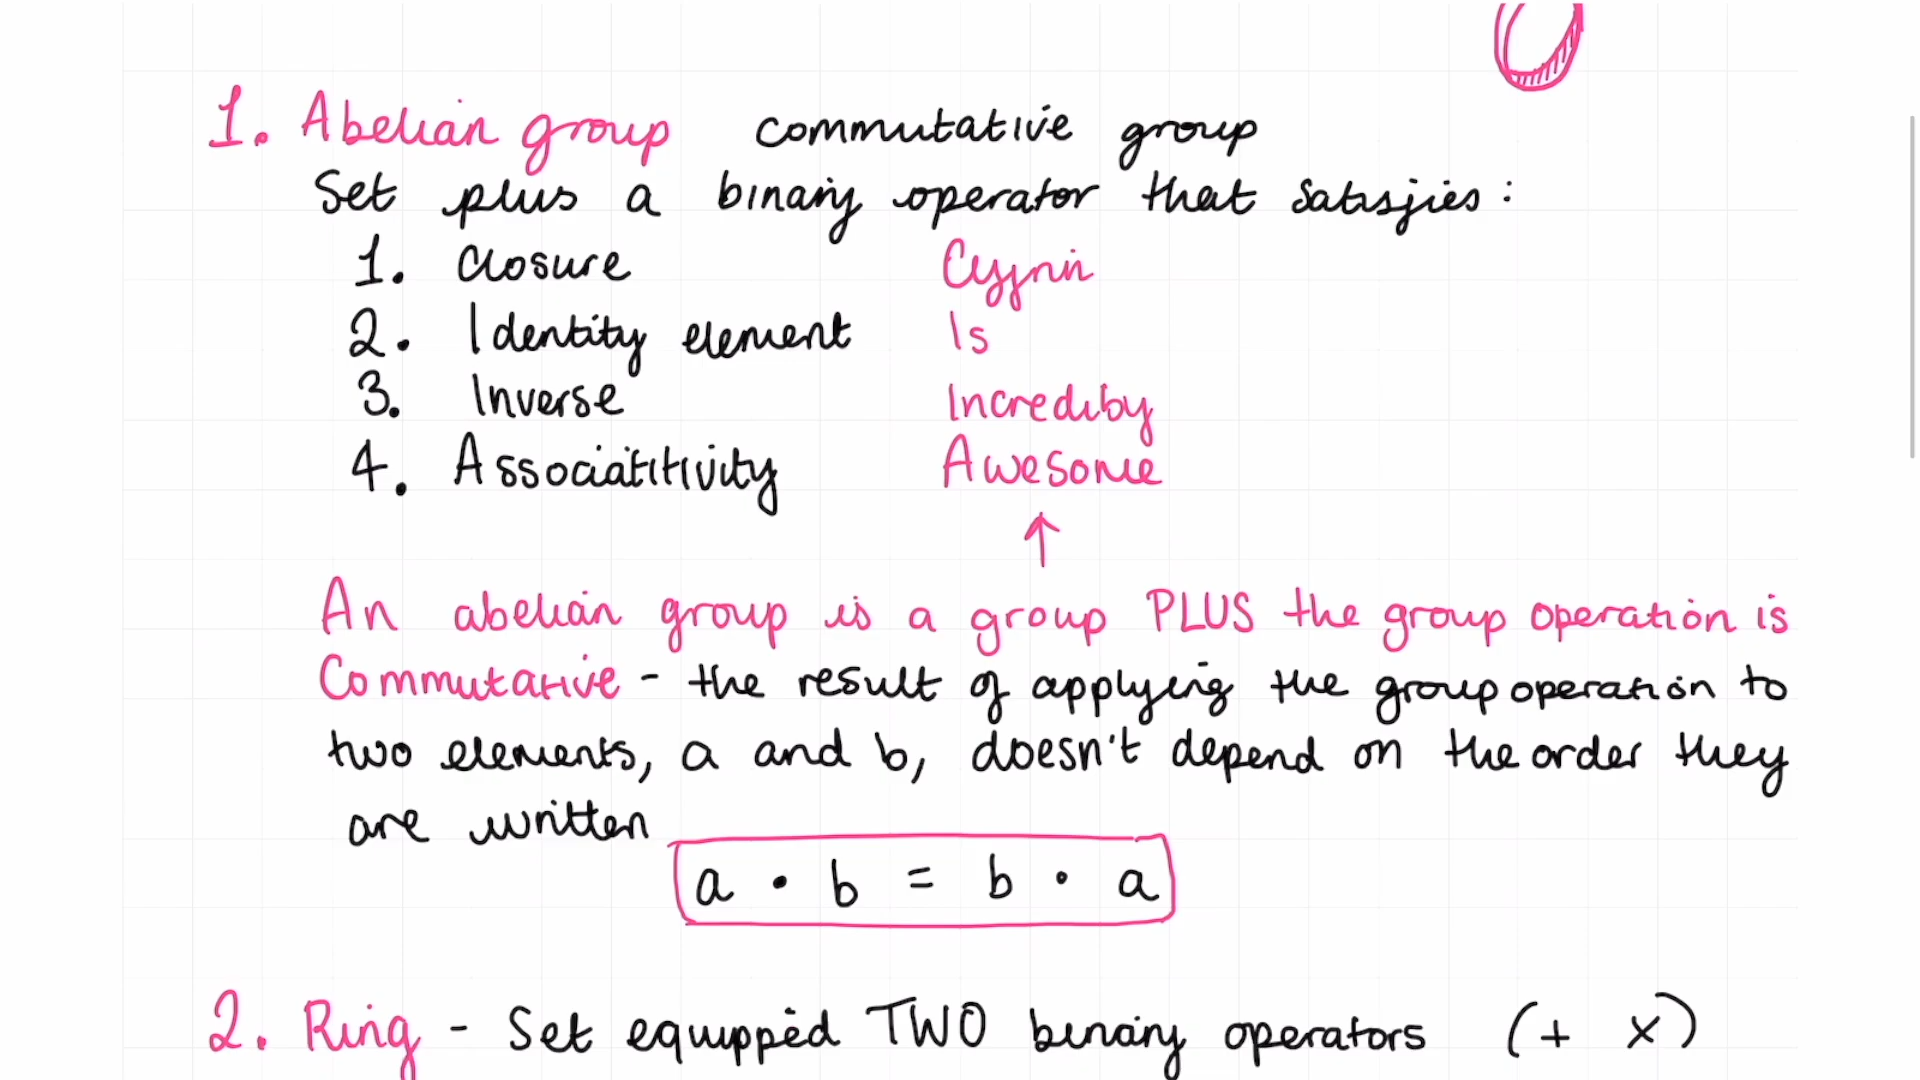 1. Abelian group commutative group
Set plus a binary operator that satisfies:
1. Closure
2. Identity element
3. Inverse
4. Associatitivity
Is
Incrediby
Awesome
↑
An abelian group is a group PLUS the group operation is
Commutative - the result of applying the group operation to
two elements, a and b, doesn't depend on the order they
are written
a • b = b • a
2. Ring - Set equipped TWO binary operators (+ x)